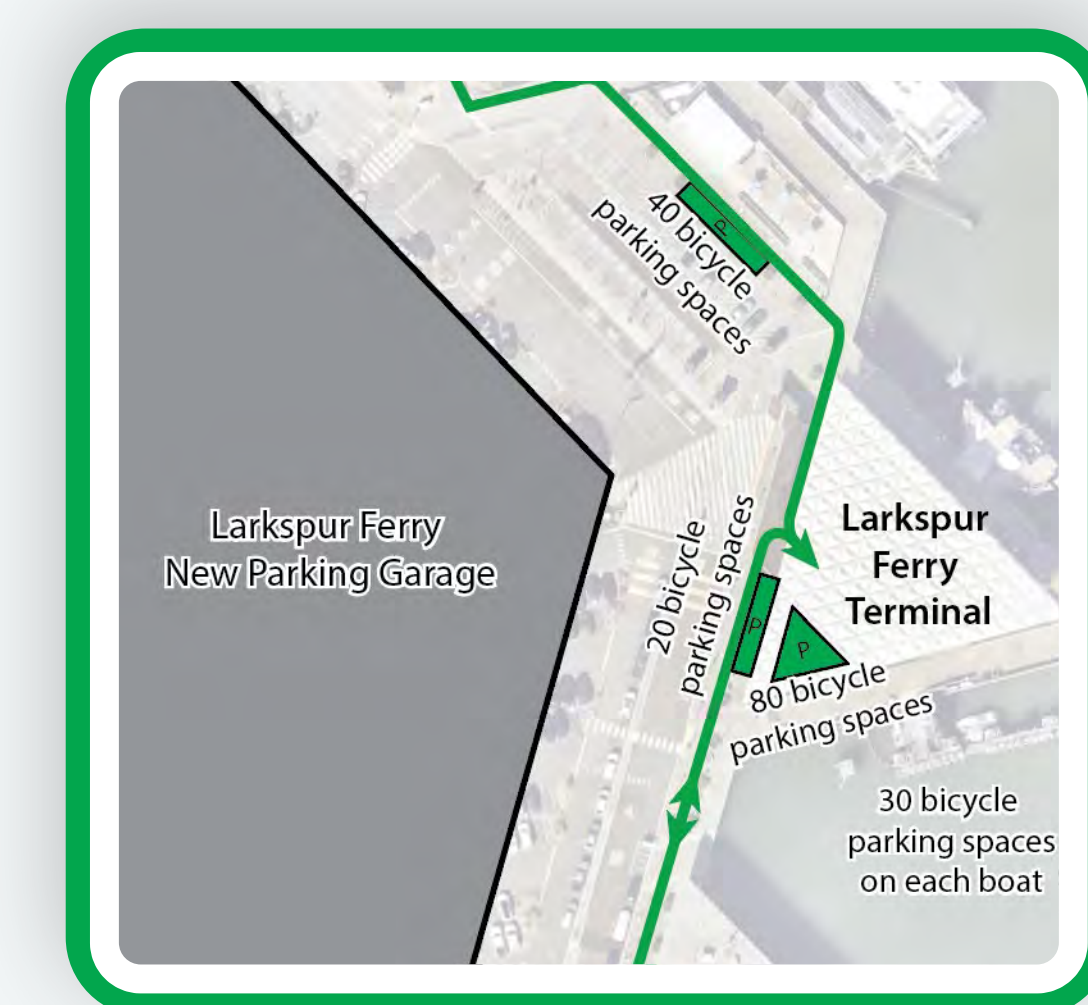 40 bicycle
parking spaces
P
Larkspur Ferry
New Parking Garage
20 bicycle
parking spaces
Larkspur
Ferry
Terminal
P
P
80 bicycle
parking spaces
30 bicycle
parking spaces
on each boat